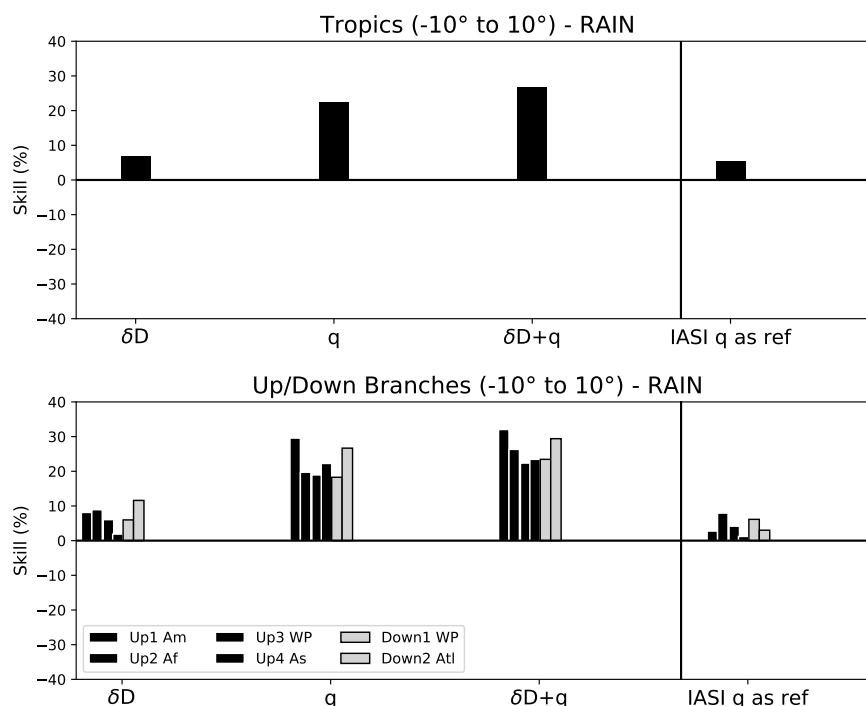 Tropics (-10° to 10°) - RAIN
40
30
20
10
0
−10
−20
−30
−40
Skill (%)
δD q δD+q IASI q as ref
Up/Down Branches (-10° to 10°) - RAIN
40
30
20
10
0
−10
−20
−30
−40
Skill (%)
Up1 Am Up3 WP Down1 WP
Up2 Af Up4 As Down2 Atl
δD q δD+q IASI q as ref